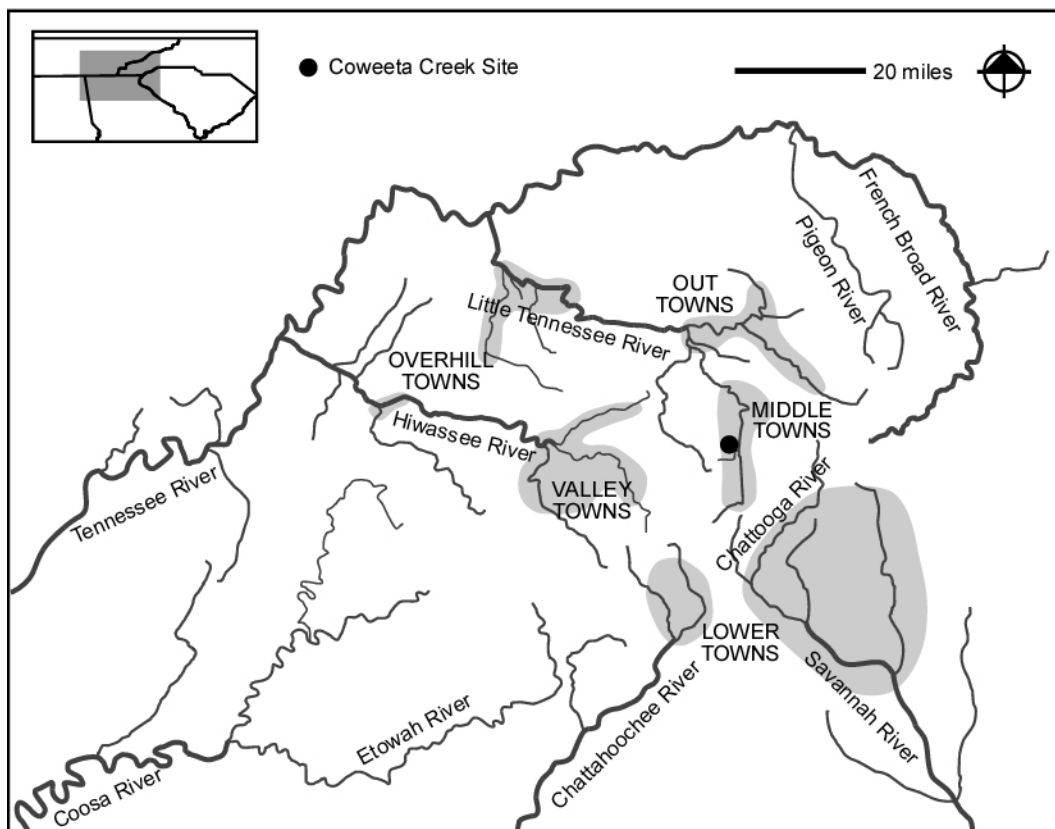 Coweeta Creek Site
20 miles
French Broad River
Pigeon River
OUT
TOWNS
Little Tennessee River
OVERHILL
TOWNS
MIDDLE
TOWNS
Hiwassee River
VALLEY
TOWNS
Tennessee River
Chattooga River
LOWER
TOWNS
Savannah River
Chattahoochee River
Etowah River
Coosa River